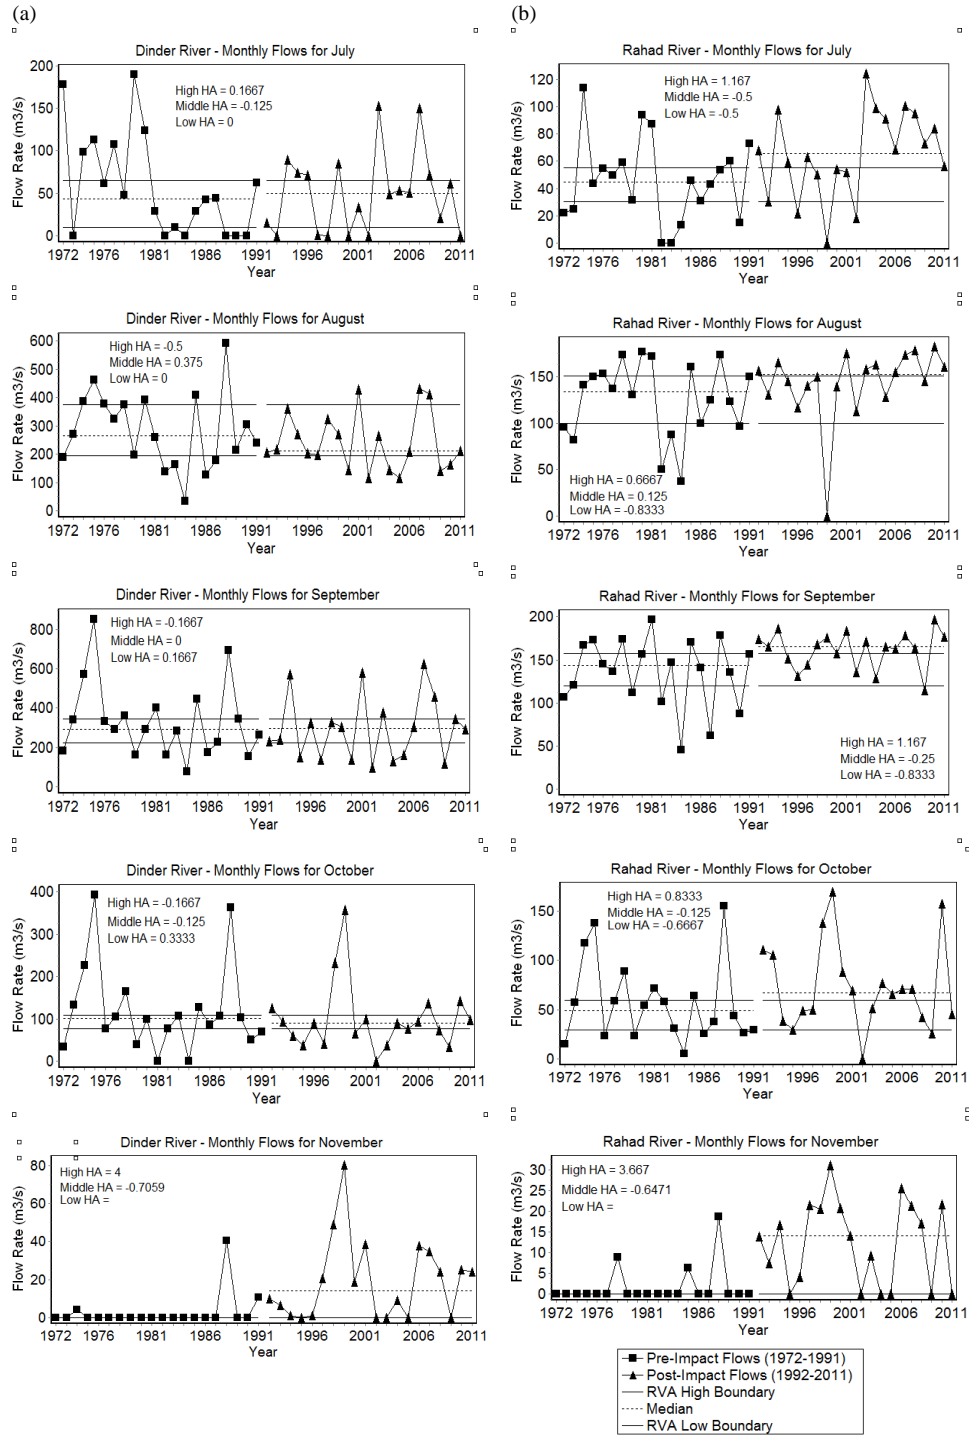 (a)
Dinder River - Monthly Flows for July
High HA = 0.1667
Middle HA = -0.125
Low HA = 0
Flow Rate (m3/s)
200
150
100
50
0
1972 1976 1981 1986 1991 1996 2001 2006 2011
Year
Dinder River - Monthly Flows for August
High HA = -0.5
Middle HA = 0.375
Low HA = 0
Flow Rate (m3/s)
600
500
400
300
200
100
0
1972 1976 1981 1986 1991 1996 2001 2006 2011
Year
Dinder River - Monthly Flows for September
High HA = -0.1667
Middle HA = 0
Low HA = 0.1667
Flow Rate (m3/s)
800
600
400
200
0
1972 1976 1981 1986 1991 1996 2001 2006 2011
Year
Dinder River - Monthly Flows for October
High HA = -0.1667
Middle HA = -0.125
Low HA = 0.3333
Flow Rate (m3/s)
400
300
200
100
0
1972 1976 1981 1986 1991 1996 2001 2006 2011
Year
Dinder River - Monthly Flows for November
High HA = 4
Middle HA = -0.7059
Low HA =
Flow Rate (m3/s)
80
60
40
20
0
1972 1976 1981 1986 1991 1996 2001 2006 2011
Year
(b)
Rahad River - Monthly Flows for July
High HA = 1.167
Middle HA = -0.5
Low HA = -0.5
Flow Rate (m3/s)
120
100
80
60
40
20
0
1972 1976 1981 1986 1991 1996 2001 2006 2011
Year
Rahad River - Monthly Flows for August
High HA = 0.6667
Middle HA = 0.125
Low HA = -0.8333
Flow Rate (m3/s)
150
100
50
0
1972 1976 1981 1986 1991 1996 2001 2006 2011
Year
Rahad River - Monthly Flows for September
High HA = 1.167
Middle HA = -0.25
Low HA = -0.8333
Flow Rate (m3/s)
200
150
100
50
0
1972 1976 1981 1986 1991 1996 2001 2006 2011
Year
Rahad River - Monthly Flows for October
High HA = 0.8333
Middle HA = -0.125
Low HA = -0.6667
Flow Rate (m3/s)
150
100
50
0
1972 1976 1981 1986 1991 1996 2001 2006 2011
Year
Rahad River - Monthly Flows for November
High HA = 3.667
Middle HA = -0.6471
Low HA =
Flow Rate (m3/s)
30
25
20
15
10
5
0
1972 1976 1981 1986 1991 1996 2001 2006 2011
Year
Pre-Impact Flows (1972-1991)
Post-Impact Flows (1992-2011)
RVA High Boundary
Median
RVA Low Boundary